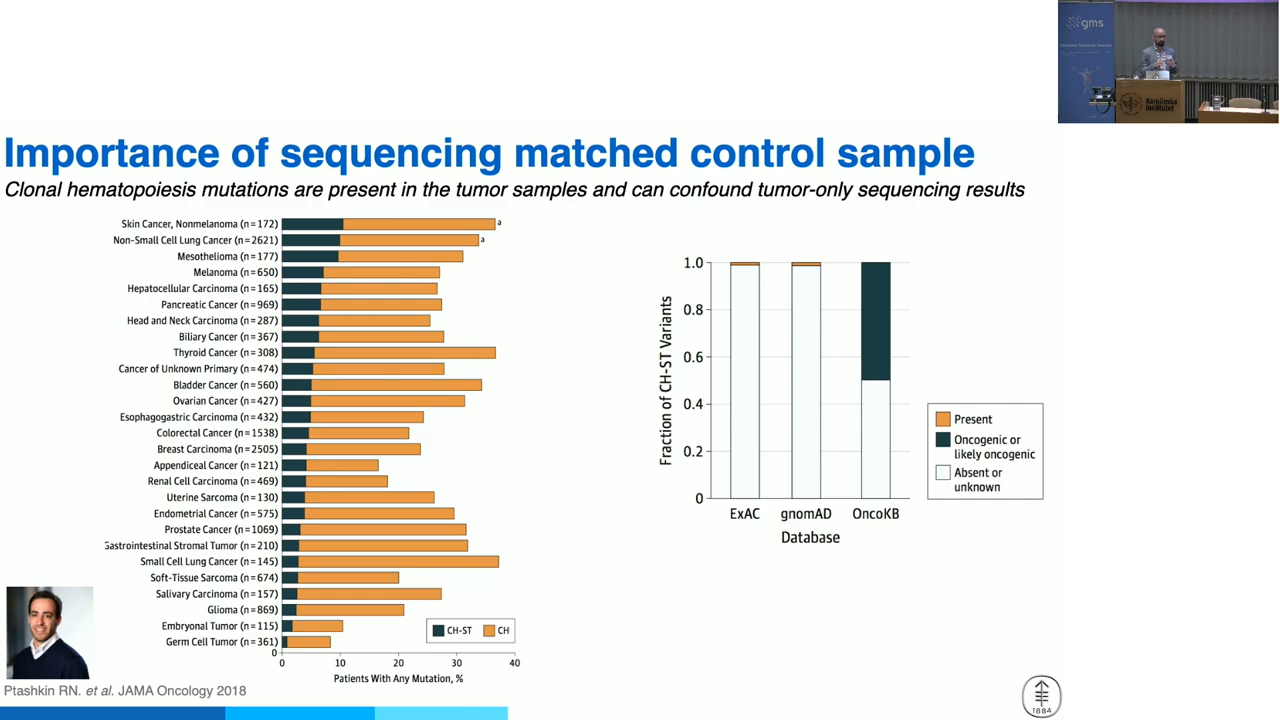 gms
Karolinska
Institutet
Importance of sequencing matched control sample
Clonal hematopoiesis mutations are present in the tumor samples and can confound tumor-only sequencing results
Skin Cancer, Nonmelanoma (n=172)
a
Non-Small Cell Lung Cancer (n=2621)
a
Mesothelioma (n=177)
Melanoma (n=650)
Hepatocellular Carcinoma (n=165)
Pancreatic Cancer (n=969)
Head and Neck Carcinoma (n=287)
Biliary Cancer (n=367)
Thyroid Cancer (n=308)
Cancer of Unknown Primary (n=474)
Bladder Cancer (n=560)
Ovarian Cancer (n=427)
Esophagogastric Carcinoma (n=432)
Colorectal Cancer (n=1538)
Breast Carcinoma (n=2505)
Appendiceal Cancer (n=121)
Renal Cell Carcinoma (n=469)
Uterine Sarcoma (n=130)
Endometrial Cancer (n=575)
Prostate Cancer (n=1069)
Gastrointestinal Stromal Tumor (n=210)
Small Cell Lung Cancer (n=145)
Soft-Tissue Sarcoma (n=674)
Salivary Carcinoma (n=157)
Glioma (n=869)
Embryonal Tumor (n=115)
Germ Cell Tumor (n=361)
CH-ST CH
0
0 10 20 30 40
Patients With Any Mutation, %
Fraction of CH-ST Variants
1.0
0.8
0.6
0.4
0.2
0
ExAC gnomAD OncoKB
Database
Present
Oncogenic or
likely oncogenic
Absent or
unknown
Ptashkin RN. et al. JAMA Oncology 2018
1884